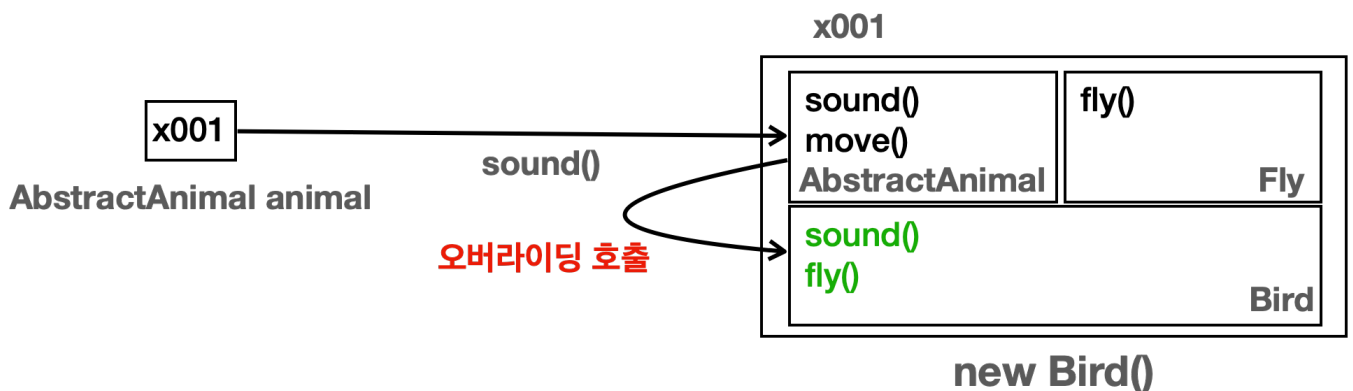 x001
x001
AbstractAnimal animal
sound()
오버라이딩 호출
sound()
move()
AbstractAnimal
fly()
Fly
sound()
fly()
Bird
new Bird()